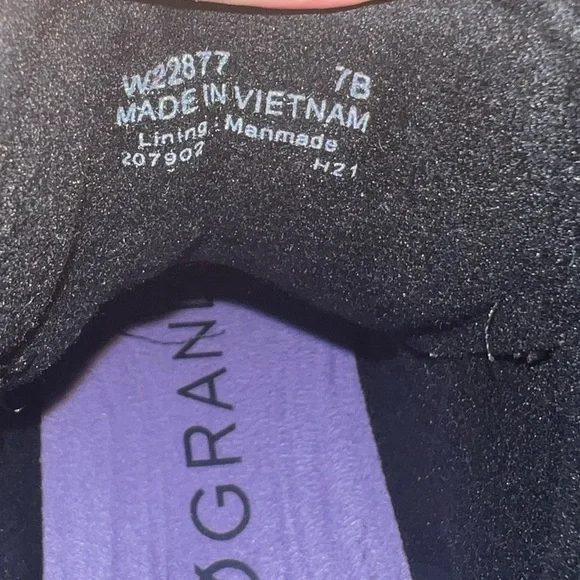 W22877 7B
MADE IN VIETNAM
Lining : Manmade
207902 H21
ØGRAN